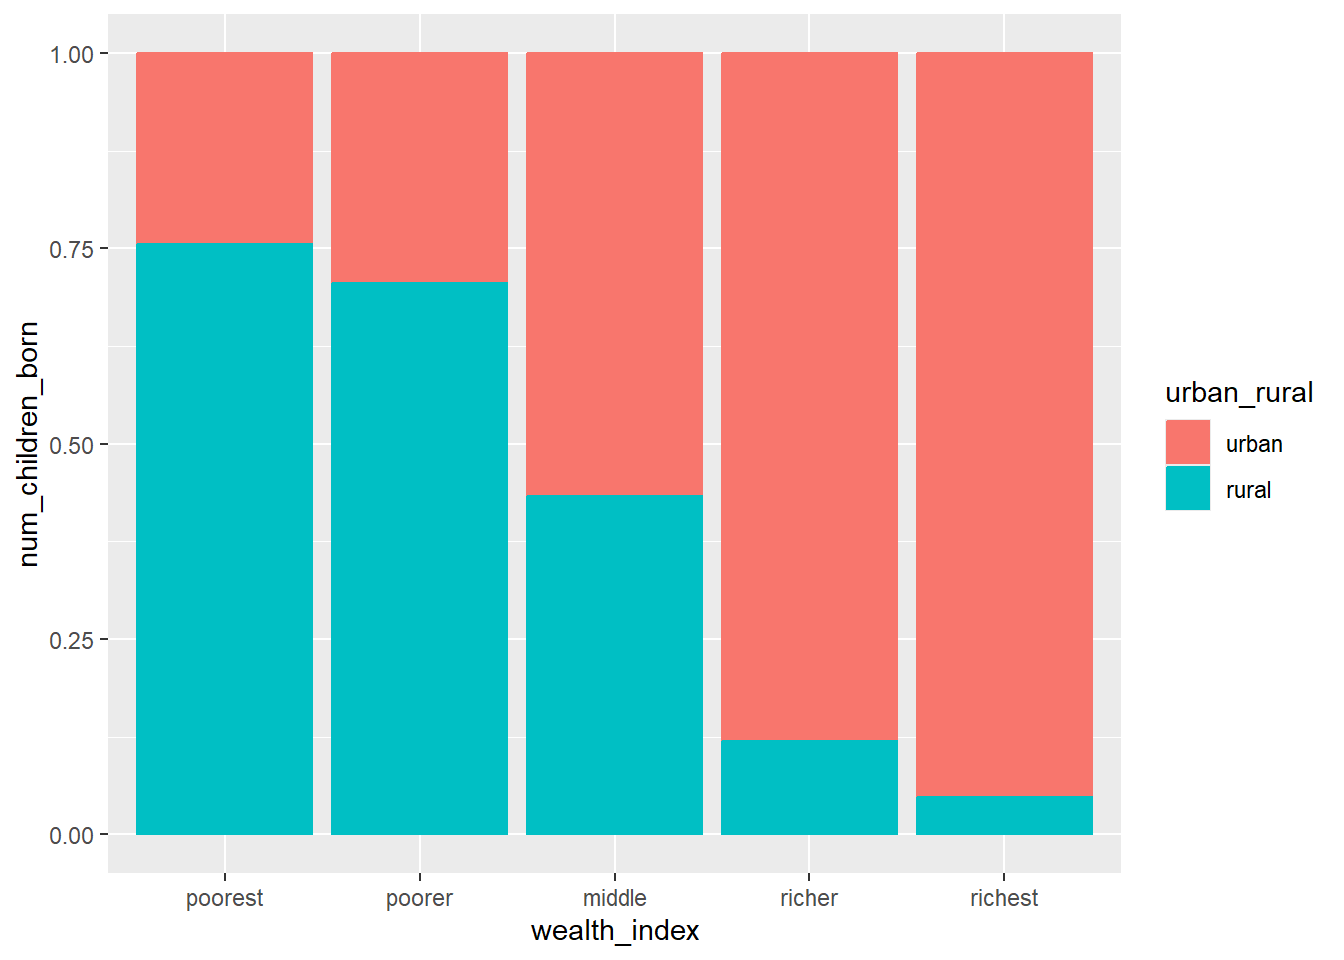 1.00
0.75
0.50
0.25
0.00
num_children_born
poorest poorer middle richer richest
wealth_index
urban_rural
urban
rural